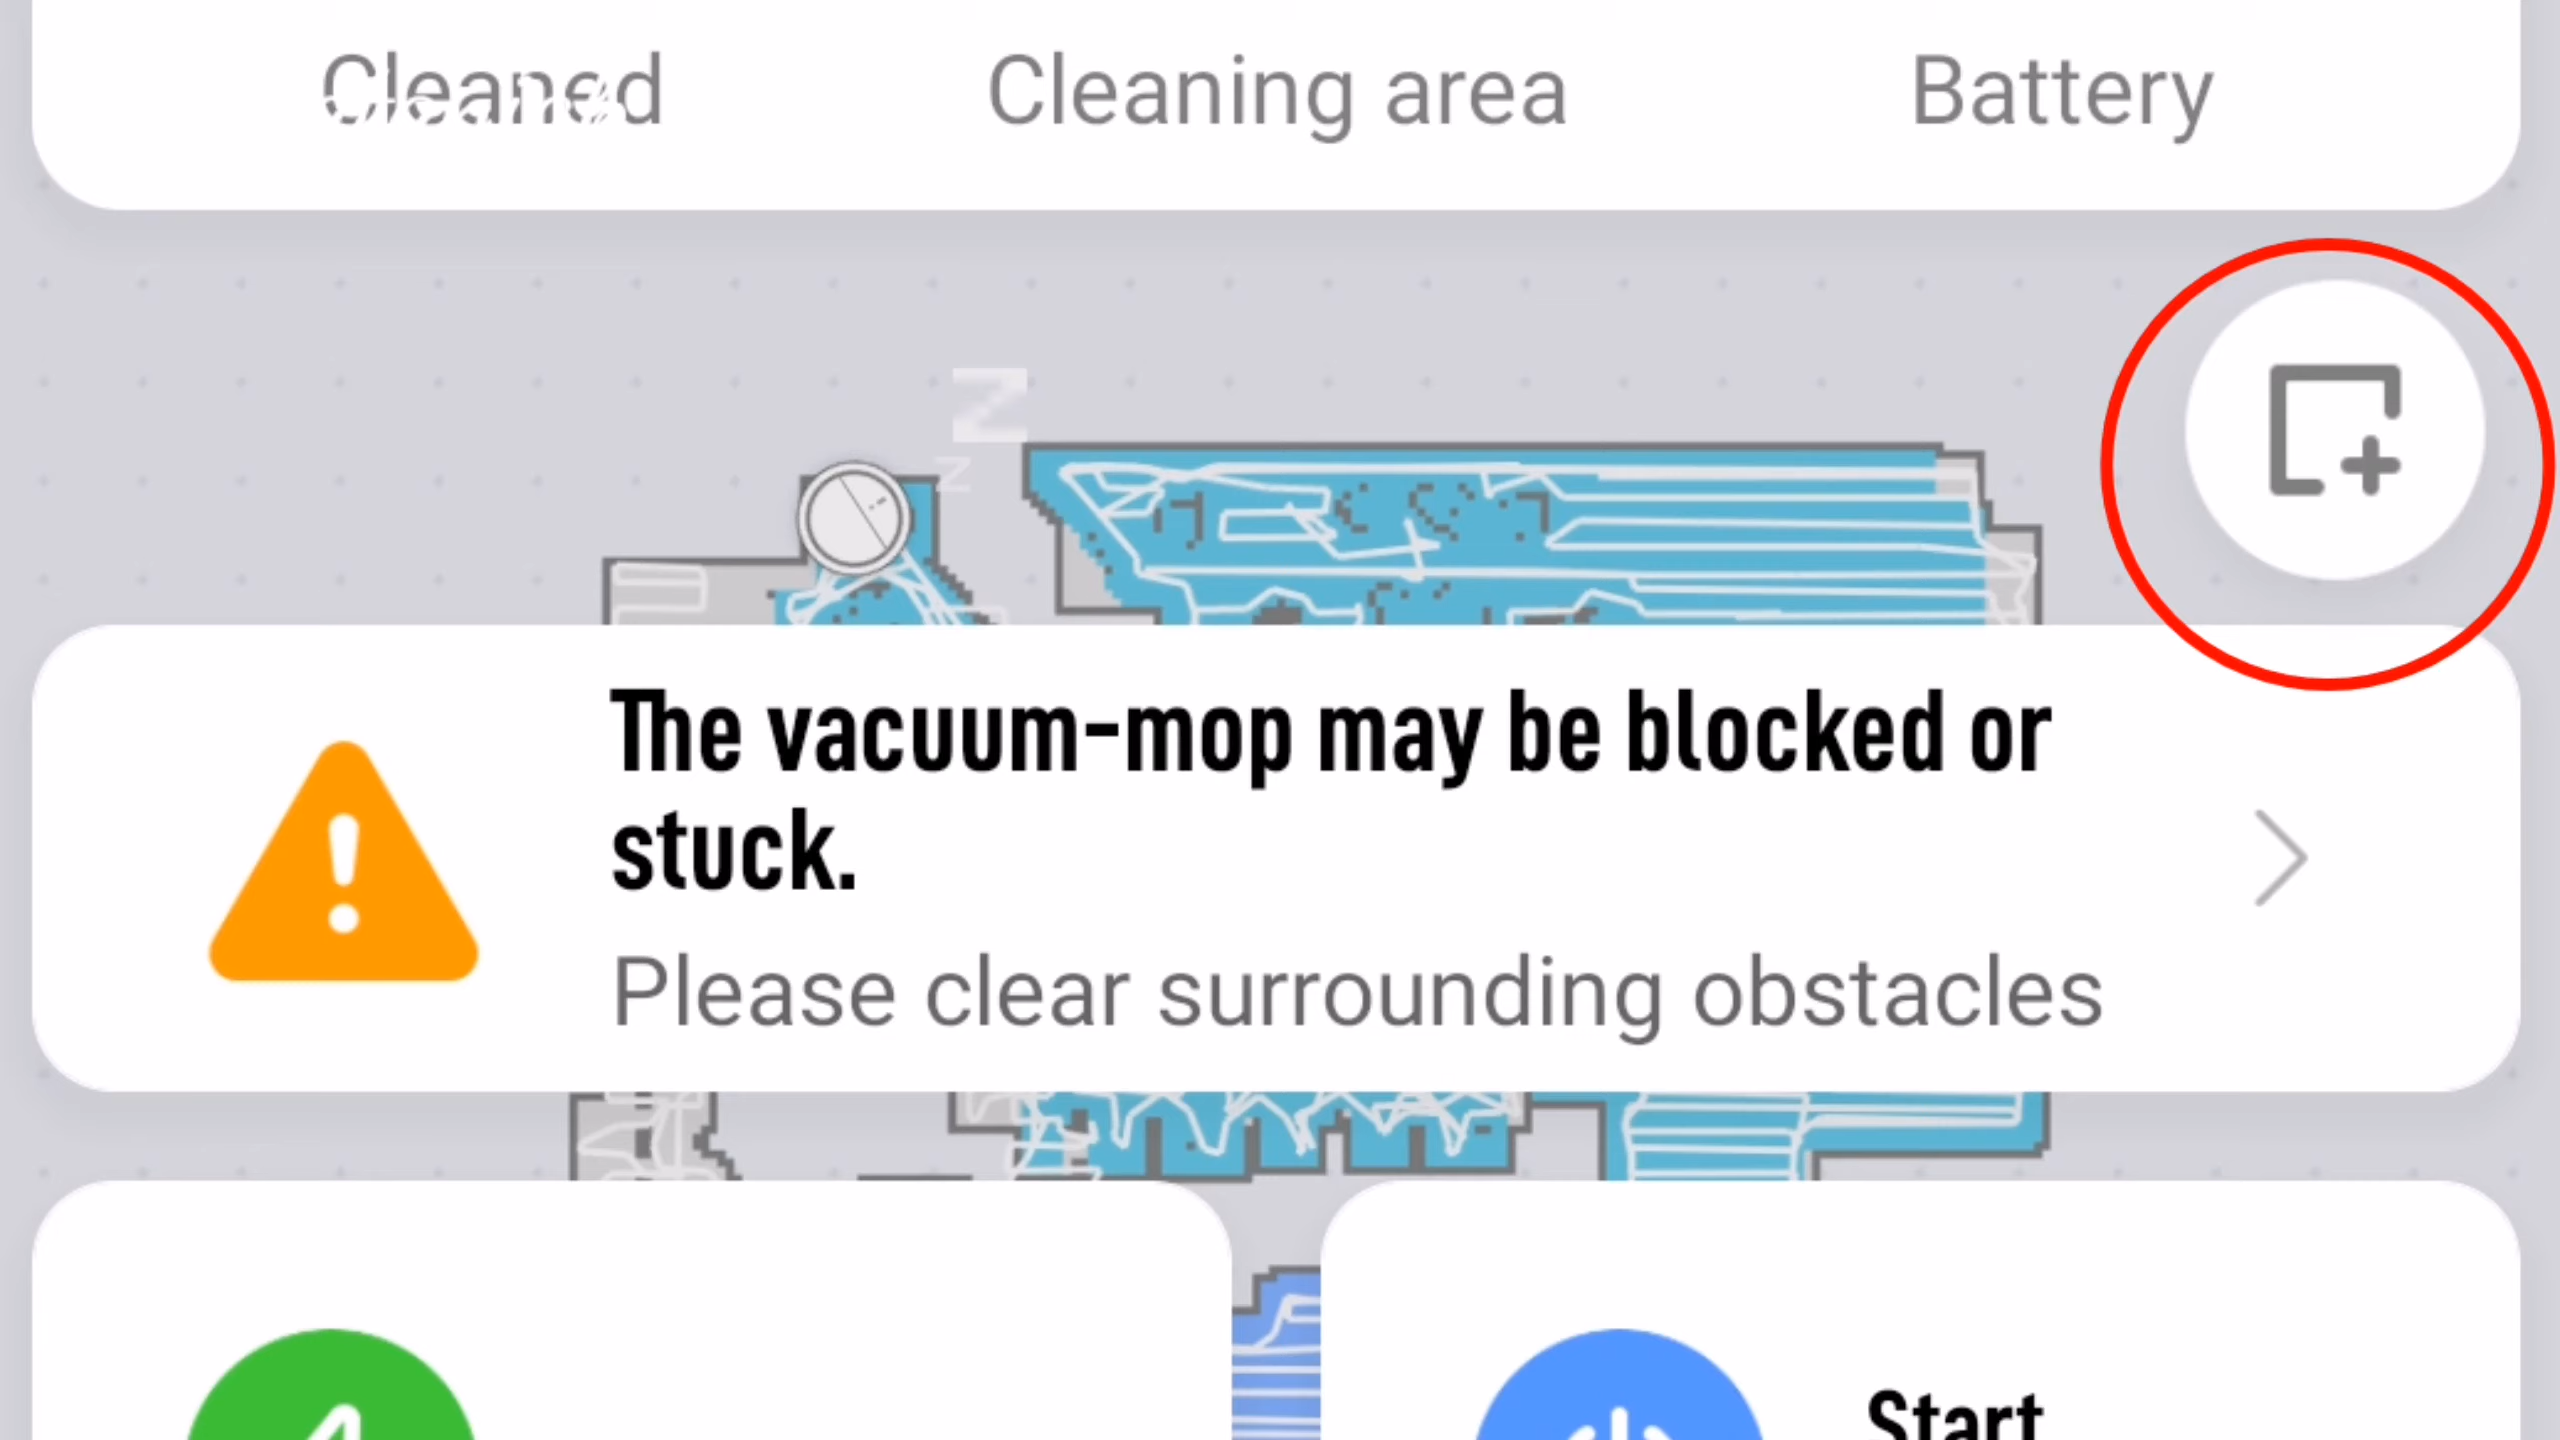 Cleaned
Cleaning area
Battery
Z
Z
The vacuum-mop may be blocked or
stuck.
Please clear surrounding obstacles
Start